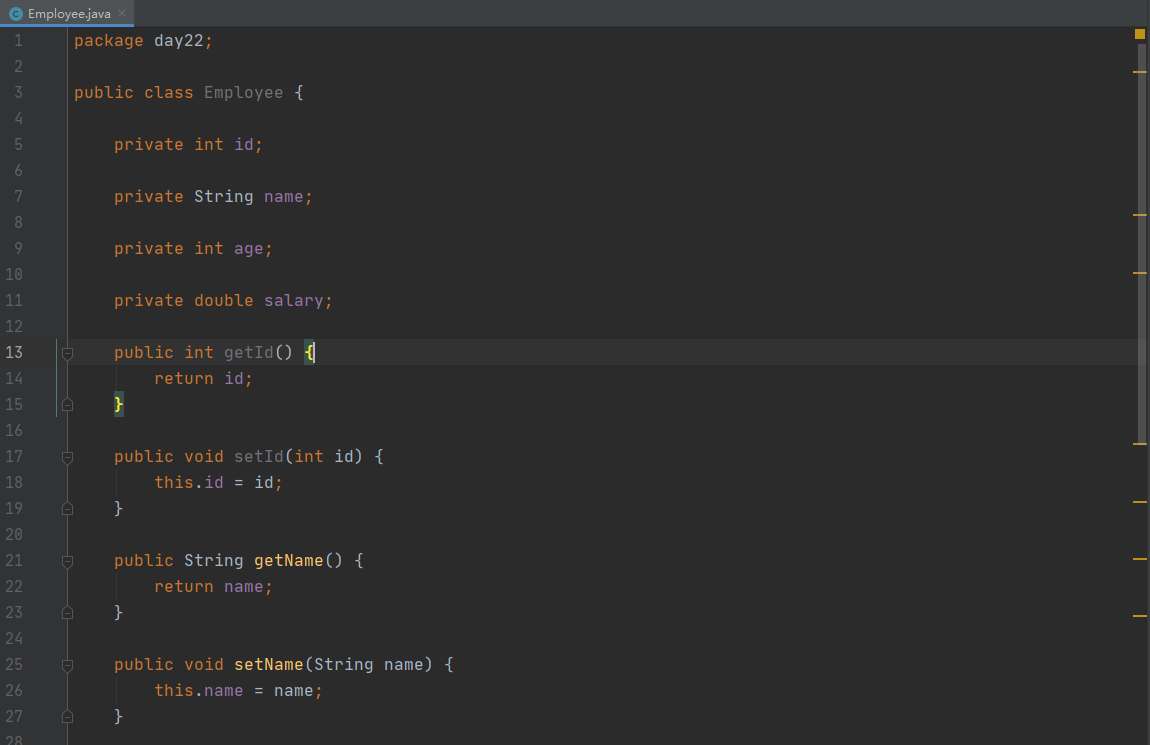 Employee.java
1 package day22;
2
3 public class Employee {
4
5     private int id;
6
7     private String name;
8
9     private int age;
10
11     private double salary;
12
13     public int getId() {
14         return id;
15     }
16
17     public void setId(int id) {
18         this.id = id;
19     }
20
21     public String getName() {
22         return name;
23     }
24
25     public void setName(String name) {
26         this.name = name;
27     }
28